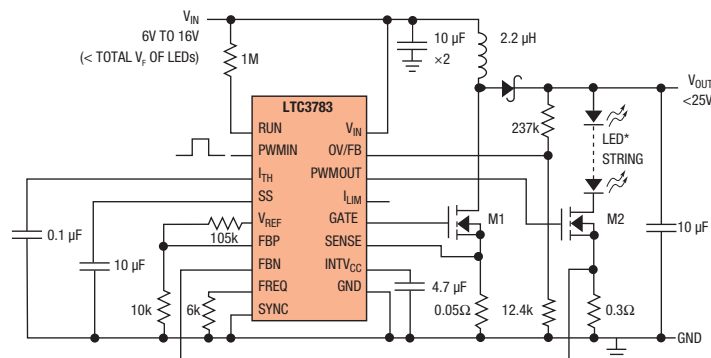 V_IN
6V TO 16V
(< TOTAL V_F OF LEDs)
1M
10 µF
×2
2.2 µH
V_OUT
<25V
LTC3783
RUN
PWMIN
I_TH
SS
V_REF
FBP
FBN
FREQ
SYNC
V_IN
OV/FB
PWMOUT
I_LIM
GATE
SENSE
INTV_CC
GND
237k
LED*
STRING
M1
M2
0.1 µF
10 µF
105k
10k
6k
4.7 µF
0.05Ω
12.4k
0.3Ω
10 µF
GND